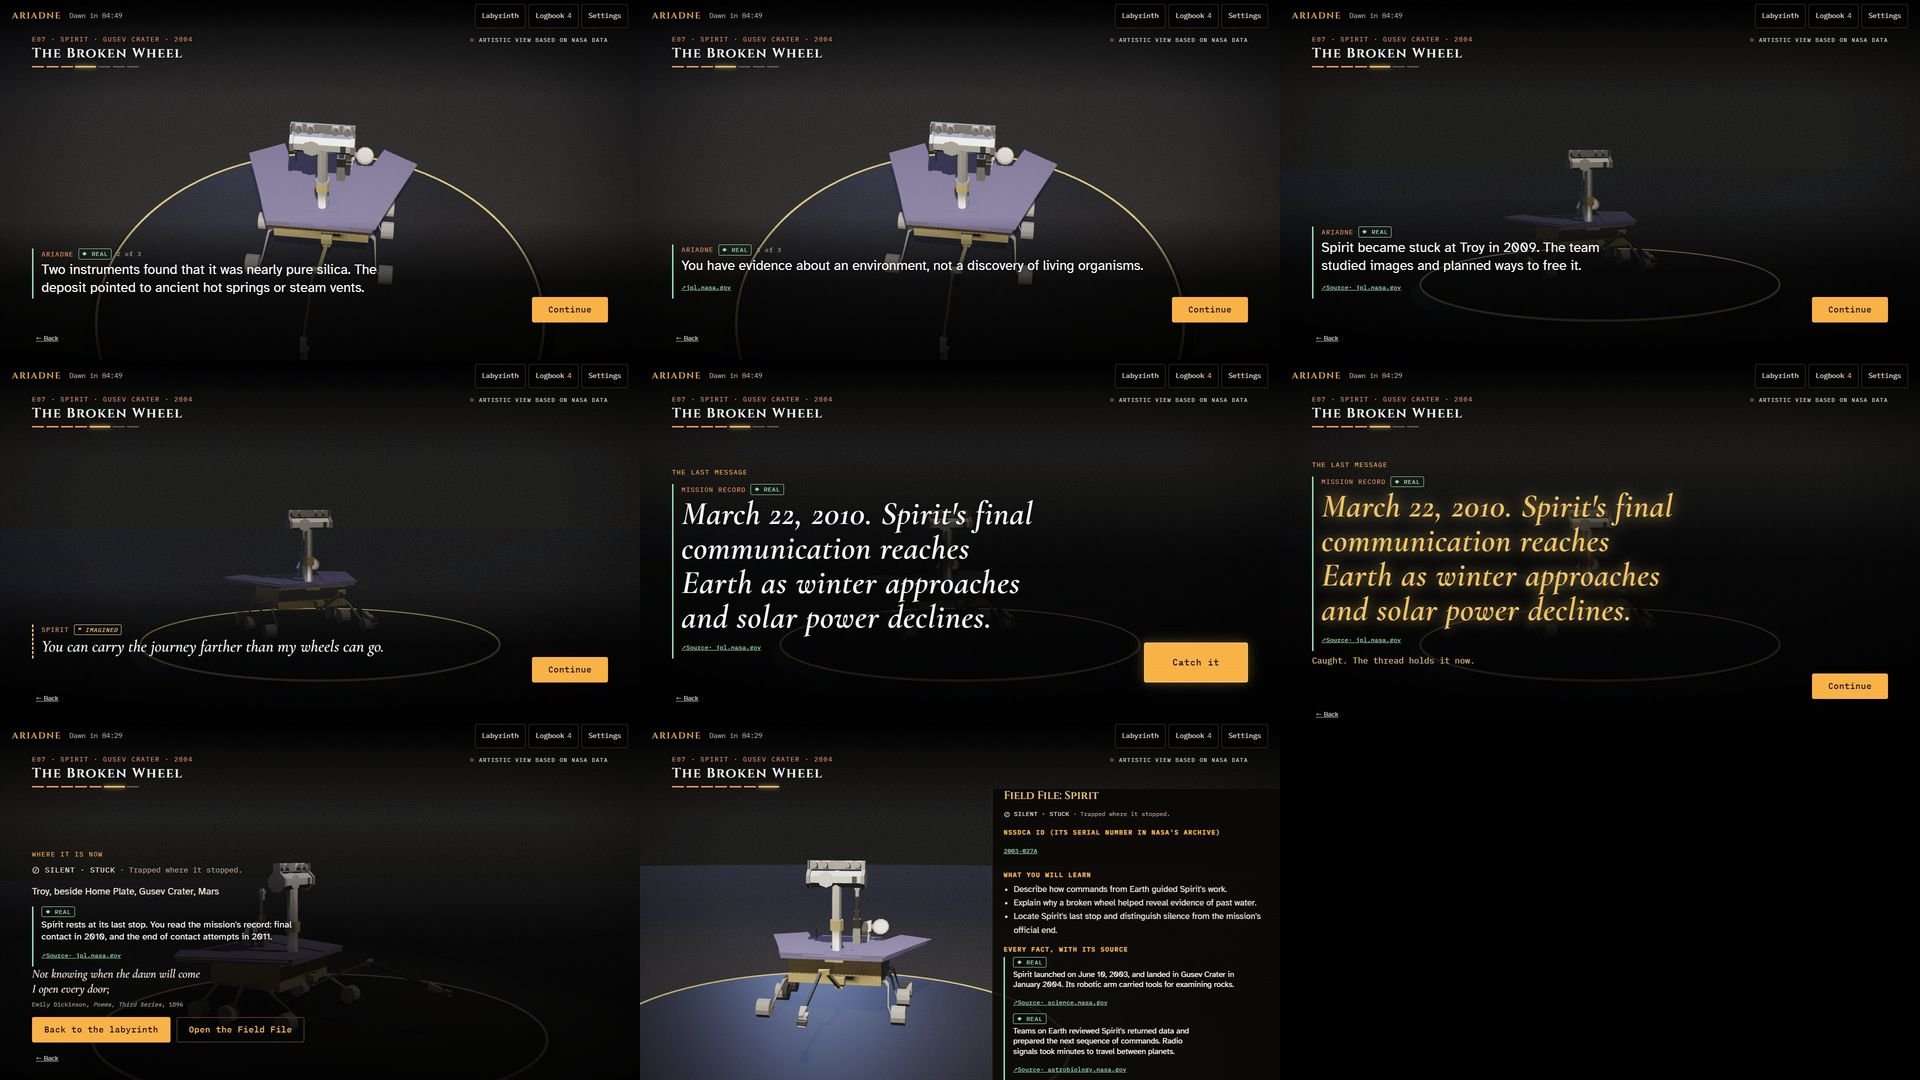 ARIADNE Dawn in 04:49 Labyrinth Logbook 4 Settings
E07 · SPIRIT · GUSEV CRATER · 2004
ARTISTIC VIEW BASED ON NASA DATA
THE BROKEN WHEEL
ARIADNE REAL 2 of 3
Two instruments found that it was nearly pure silica. The
deposit pointed to ancient hot springs or steam vents.
Continue
← Back
ARIADNE Dawn in 04:49 Labyrinth Logbook 4 Settings
E07 · SPIRIT · GUSEV CRATER · 2004
ARTISTIC VIEW BASED ON NASA DATA
THE BROKEN WHEEL
ARIADNE REAL 3 of 3
You have evidence about an environment, not a discovery of living organisms.
↗jpl.nasa.gov
Continue
← Back
ARIADNE Dawn in 04:49 Labyrinth Logbook 4 Settings
E07 · SPIRIT · GUSEV CRATER · 2004
ARTISTIC VIEW BASED ON NASA DATA
THE BROKEN WHEEL
ARIADNE REAL
Spirit became stuck at Troy in 2009. The team
studied images and planned ways to free it.
↗Source· jpl.nasa.gov
Continue
← Back
ARIADNE Dawn in 04:49 Labyrinth Logbook 4 Settings
E07 · SPIRIT · GUSEV CRATER · 2004
ARTISTIC VIEW BASED ON NASA DATA
THE BROKEN WHEEL
SPIRIT IMAGINED
You can carry the journey farther than my wheels can go.
Continue
← Back
ARIADNE Dawn in 04:49 Labyrinth Logbook 4 Settings
E07 · SPIRIT · GUSEV CRATER · 2004
ARTISTIC VIEW BASED ON NASA DATA
THE BROKEN WHEEL
THE LAST MESSAGE
MISSION RECORD REAL
March 22, 2010. Spirit's final
communication reaches
Earth as winter approaches
and solar power declines.
↗Source· jpl.nasa.gov
Catch it
← Back
ARIADNE Dawn in 04:29 Labyrinth Logbook 4 Settings
E07 · SPIRIT · GUSEV CRATER · 2004
ARTISTIC VIEW BASED ON NASA DATA
THE BROKEN WHEEL
THE LAST MESSAGE
MISSION RECORD REAL
March 22, 2010. Spirit's final
communication reaches
Earth as winter approaches
and solar power declines.
↗Source· jpl.nasa.gov
Caught. The thread holds it now.
Continue
← Back
ARIADNE Dawn in 04:29 Labyrinth Logbook 4 Settings
E07 · SPIRIT · GUSEV CRATER · 2004
ARTISTIC VIEW BASED ON NASA DATA
THE BROKEN WHEEL
WHERE IT IS NOW
SILENT · STUCK · Trapped where it stopped.
Troy, beside Home Plate, Gusev Crater, Mars
REAL
Spirit rests at its last stop. You read the mission's record: final
contact in 2010, and the end of contact attempts in 2011.
↗Source· jpl.nasa.gov
Not knowing when the dawn will come
I open every door;
Emily Dickinson, Poems, Third Series, 1896
Back to the labyrinth Open the Field File
← Back
ARIADNE Dawn in 04:29 Labyrinth Logbook 4 Settings
E07 · SPIRIT · GUSEV CRATER · 2004
ARTISTIC VIEW BASED ON NASA DATA
THE BROKEN WHEEL
FIELD FILE: SPIRIT
SILENT · STUCK · Trapped where it stopped.
NSSDCA ID (ITS SERIAL NUMBER IN NASA'S ARCHIVE)
2003-027A
WHAT YOU WILL LEARN
• Describe how commands from Earth guided Spirit's work.
• Explain why a broken wheel helped reveal evidence of past water.
• Locate Spirit's last stop and distinguish silence from the mission's
official end.
EVERY FACT, WITH ITS SOURCE
REAL
Spirit launched on June 10, 2003, and landed in Gusev Crater in
January 2004. Its robotic arm carried tools for examining rocks.
↗Source· science.nasa.gov
REAL
Teams on Earth reviewed Spirit's returned data and
prepared the next sequence of commands. Radio
signals took minutes to travel between planets.
↗Source· astrobiology.nasa.gov